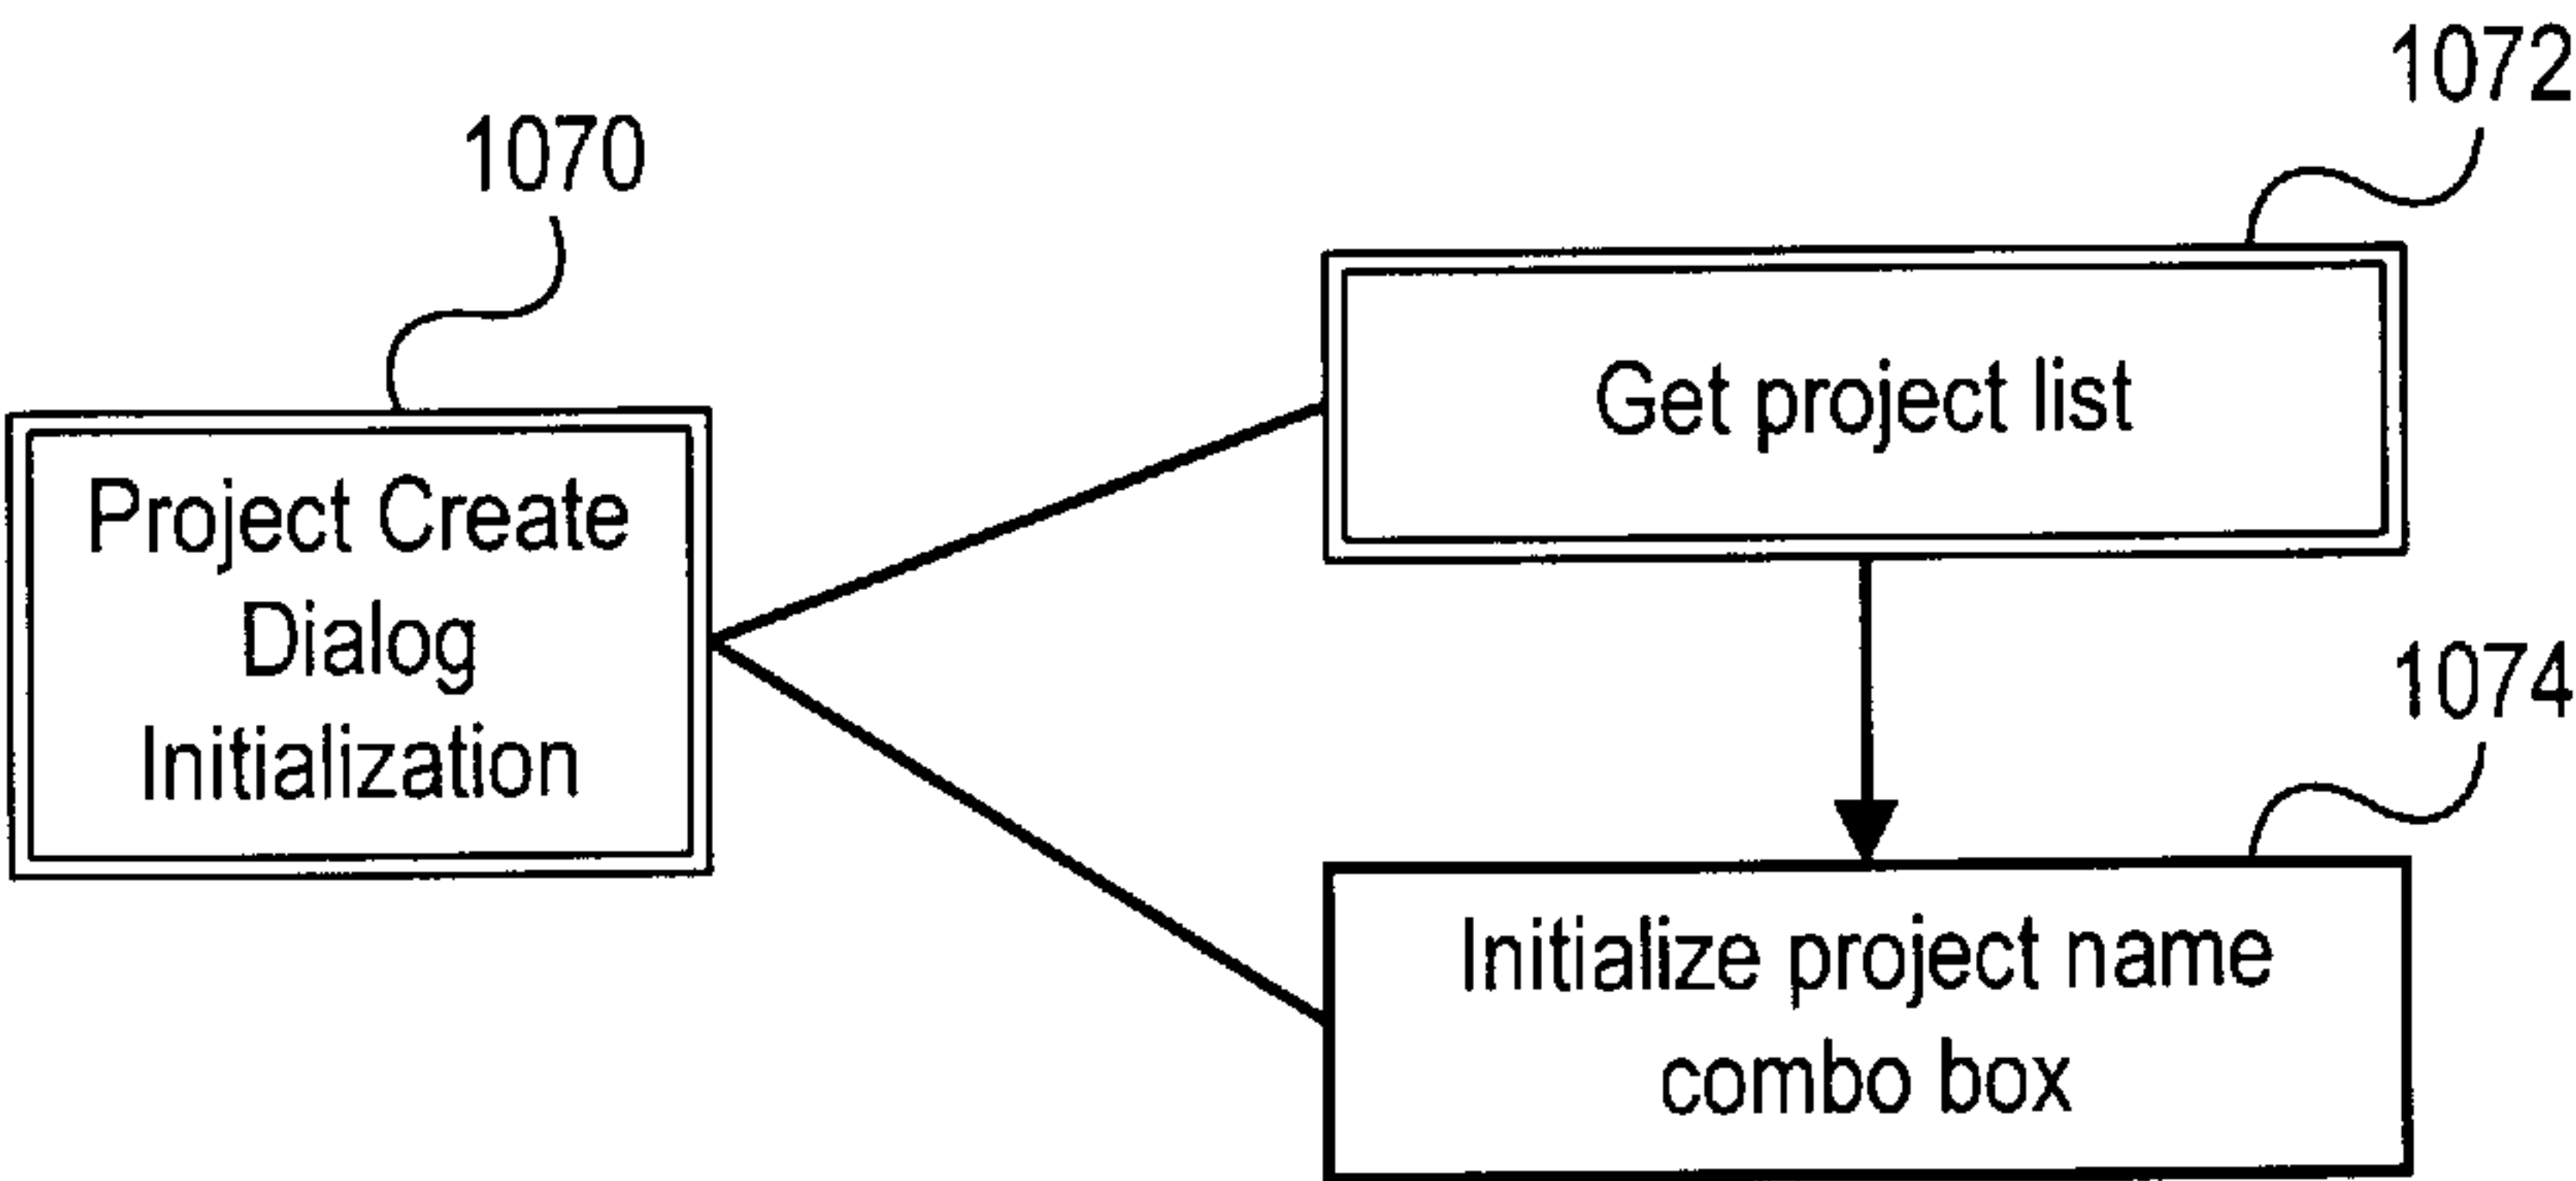 1072
1070
Get project list
Project Create
Dialog
Initialization
1074
Initialize project name
combo box